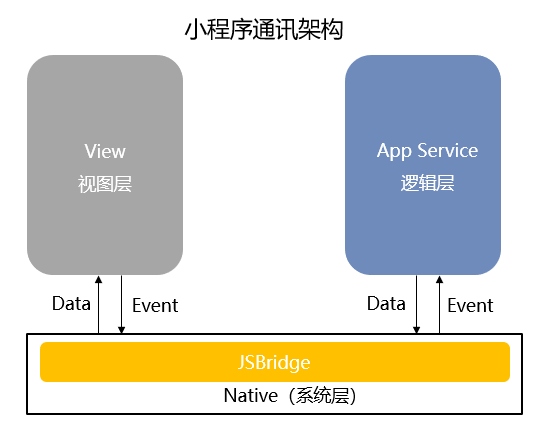 小程序通讯架构
View
视图层
App Service
逻辑层
Data
Event
Data
Event
JSBridge
Native（系统层）